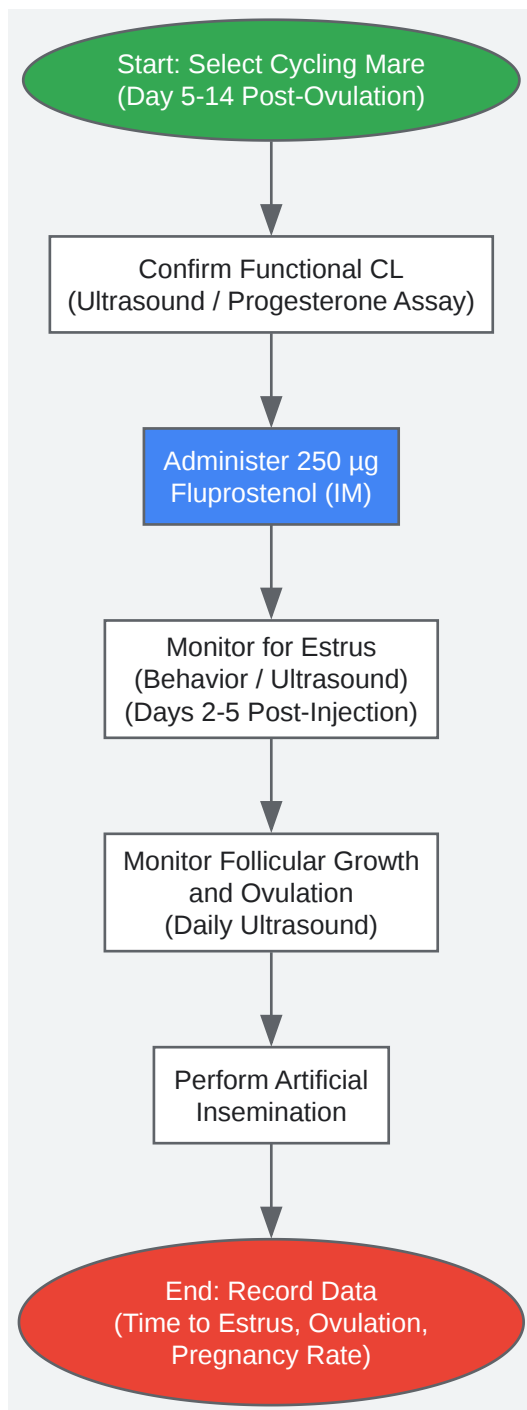 Start: Select Cycling Mare
(Day 5-14 Post-Ovulation)
Confirm Functional CL
(Ultrasound / Progesterone Assay)
Administer 250 µg
Fluprostenol (IM)
Monitor for Estrus
(Behavior / Ultrasound)
(Days 2-5 Post-Injection)
Monitor Follicular Growth
and Ovulation
(Daily Ultrasound)
Perform Artificial
Insemination
End: Record Data
(Time to Estrus, Ovulation,
Pregnancy Rate)